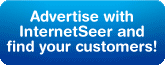 Advertise with
InternetSeer and
find your customers!